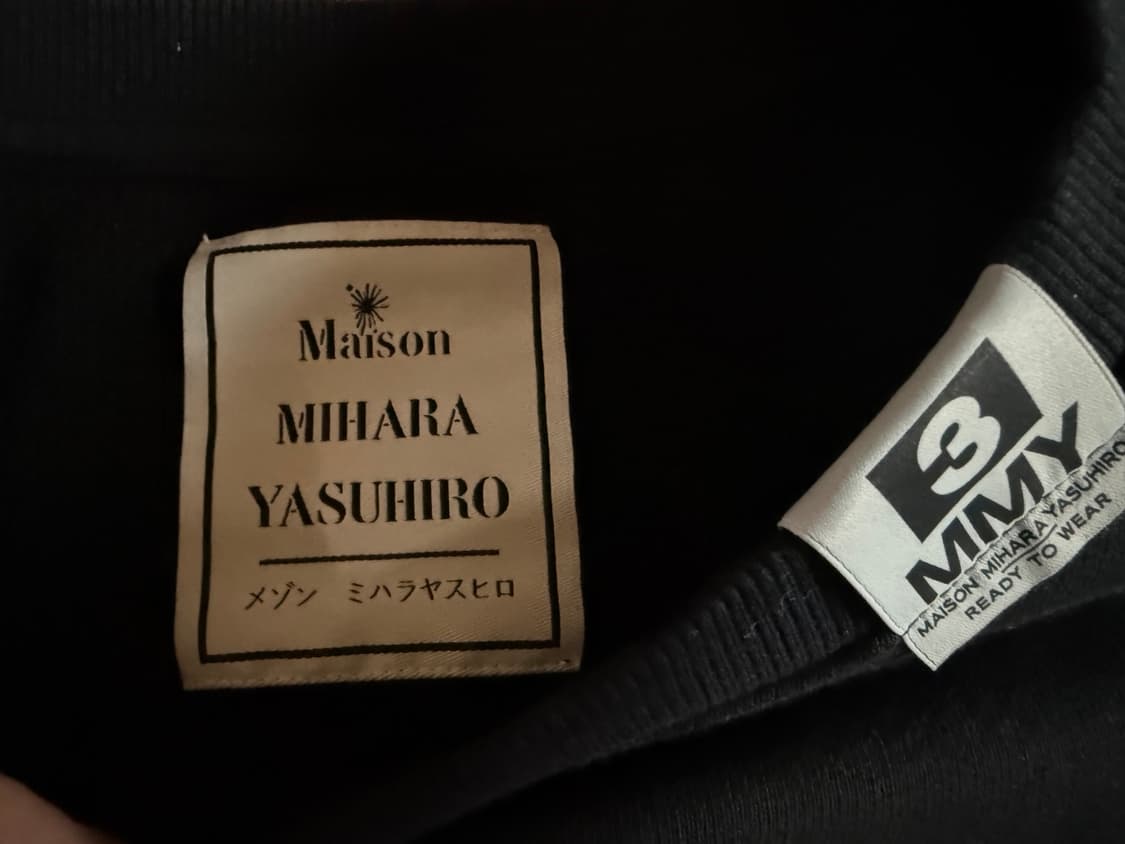 Maison
MIHARA
YASUHIRO
メゾン ミハラヤスヒロ
3
MMY
MAISON MIHARA YASUHIRO
READY TO WEAR